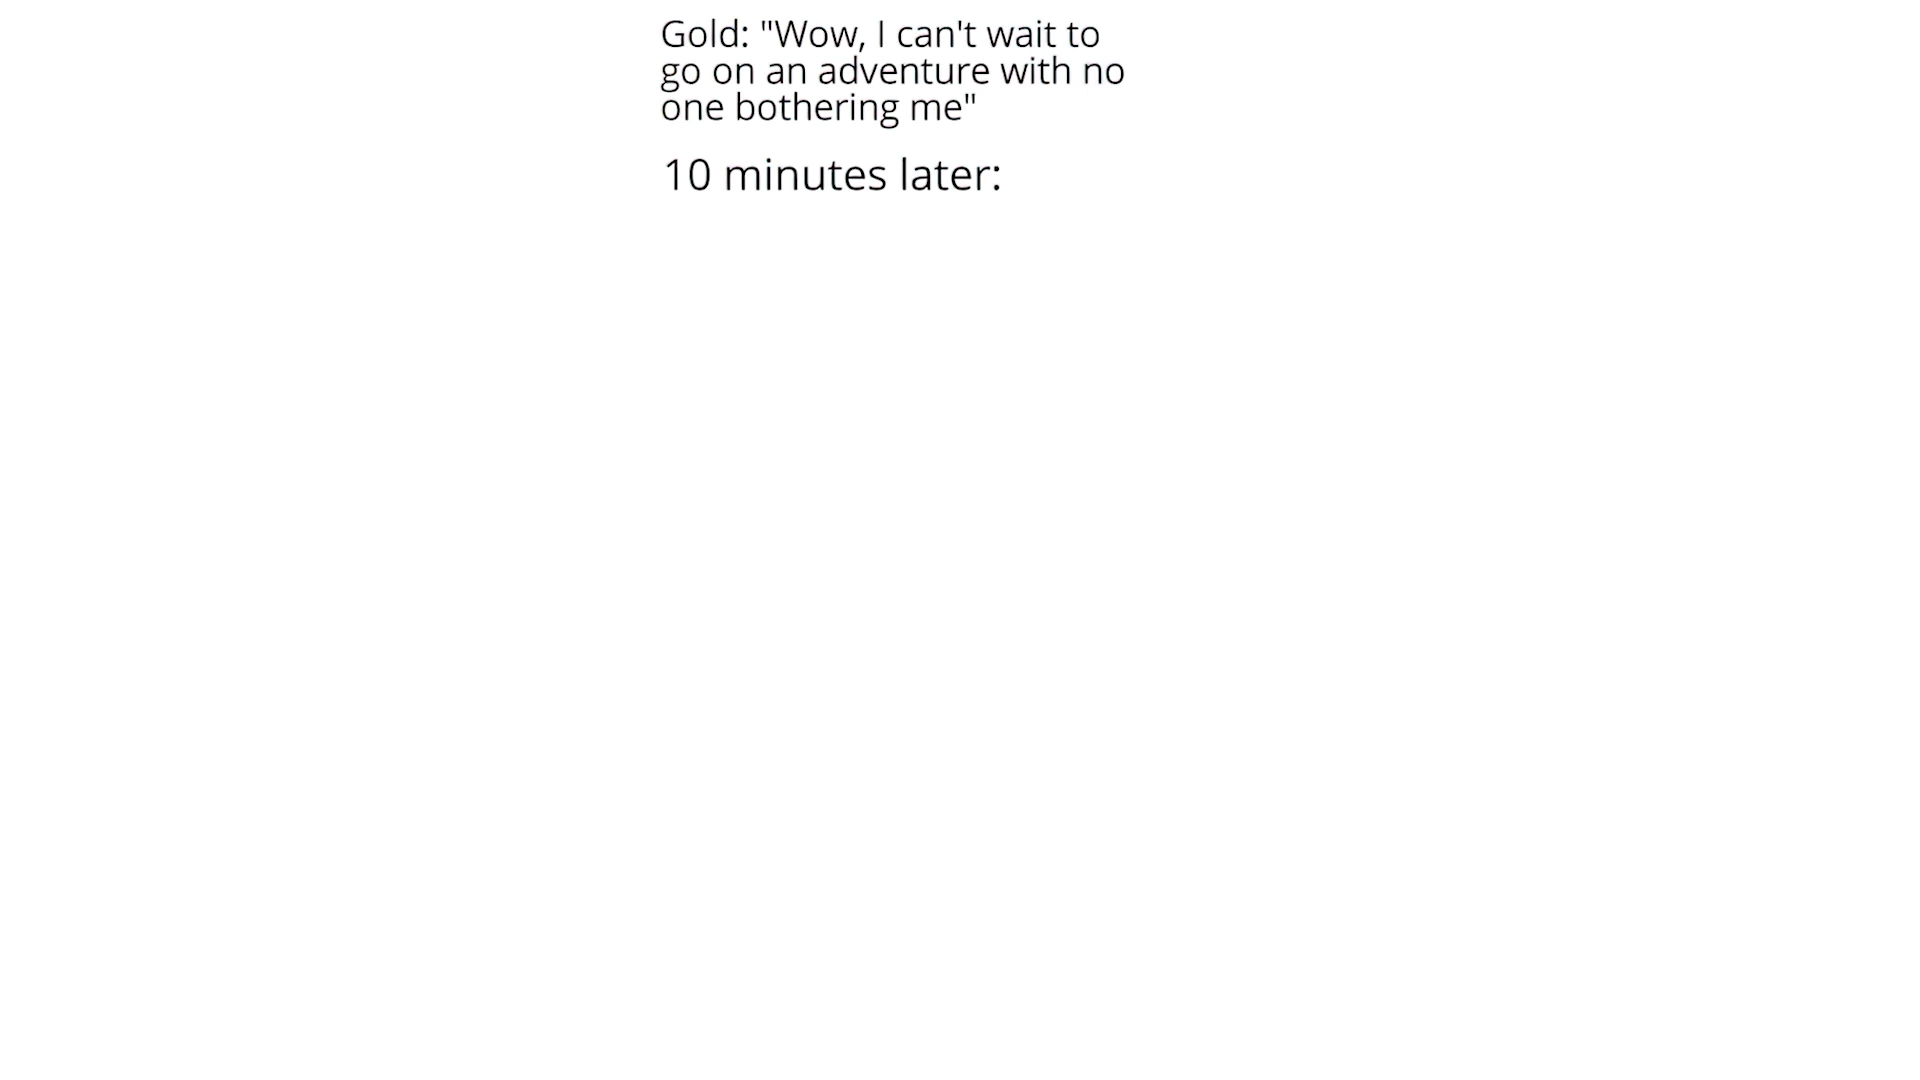 Gold: "Wow, I can't wait to
go on an adventure with no
one bothering me"
10 minutes later: